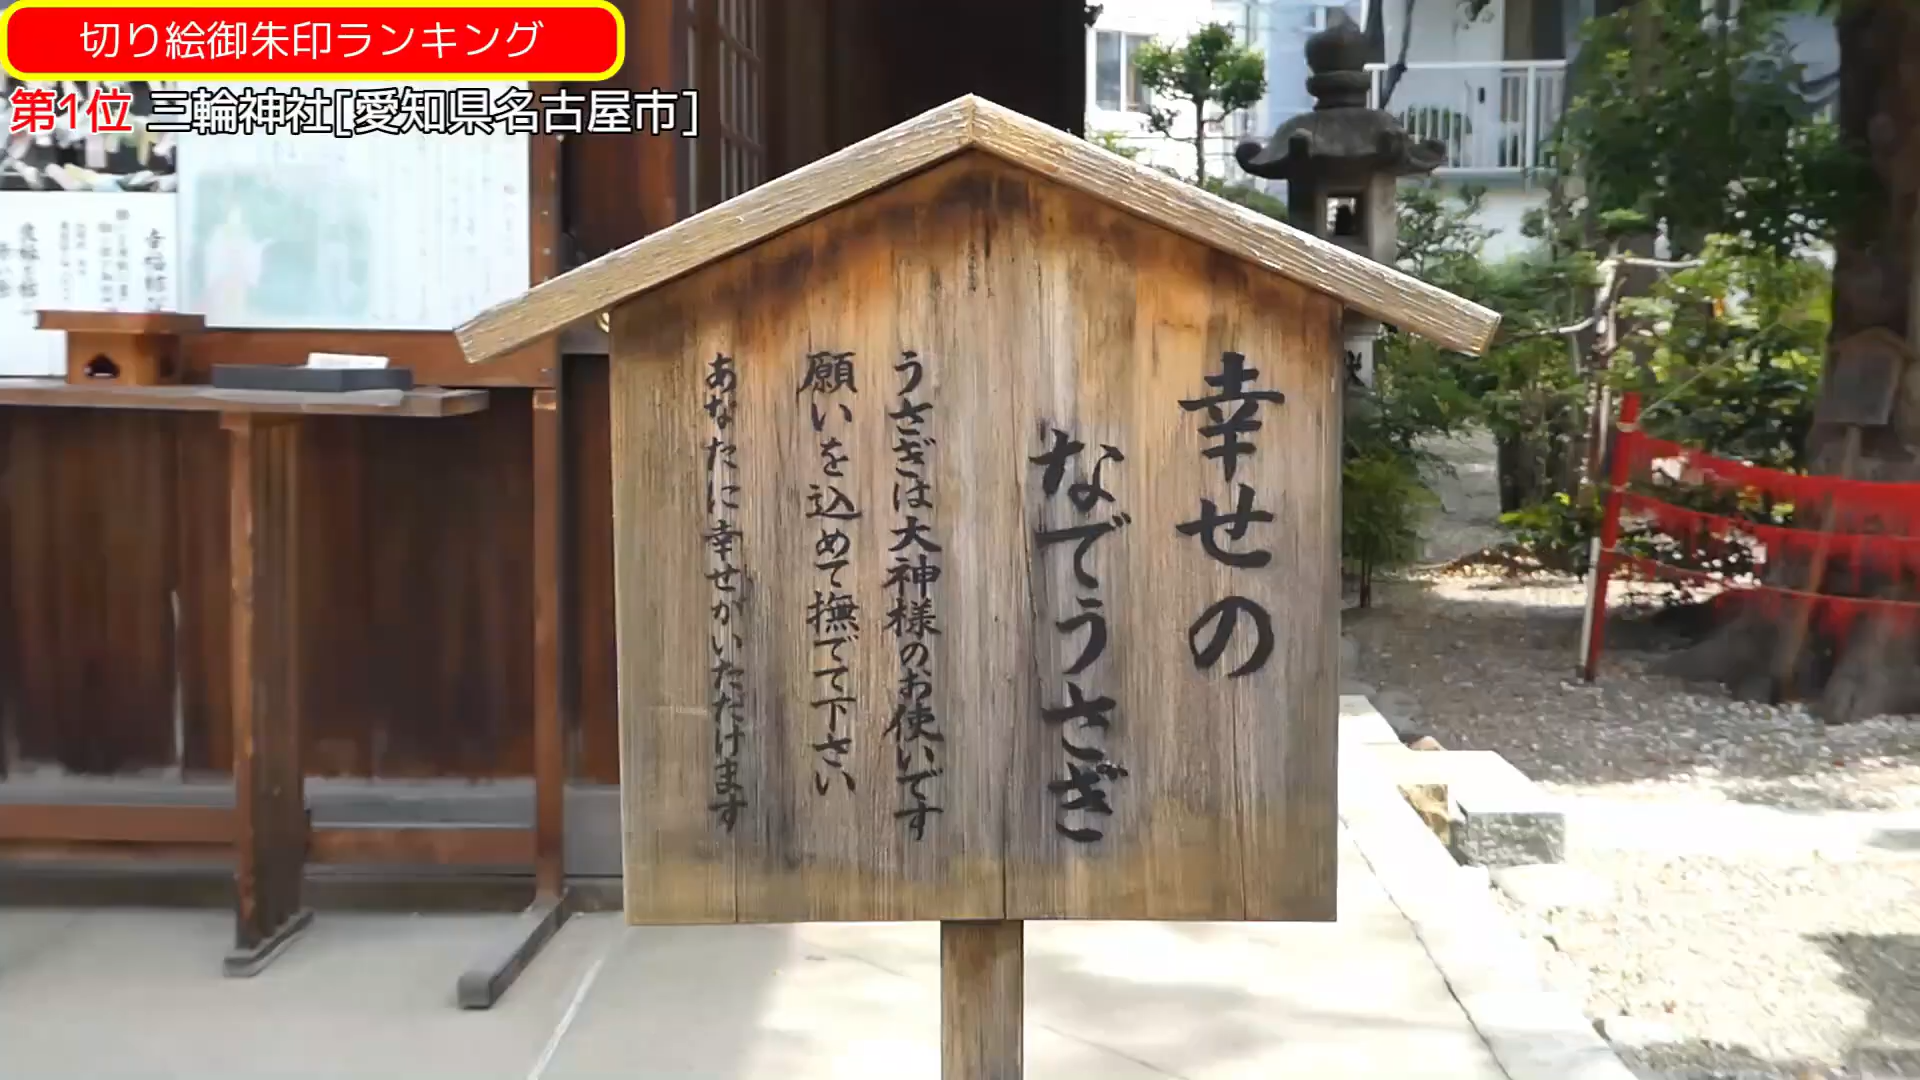 切り絵御朱印ランキング
第1位 三輪神社[愛知県名古屋市]
幸せの
なでうさぎ
うさぎは大神様のお使いです
願いを込めて撫でて下さい
あなたに幸せがいただけます